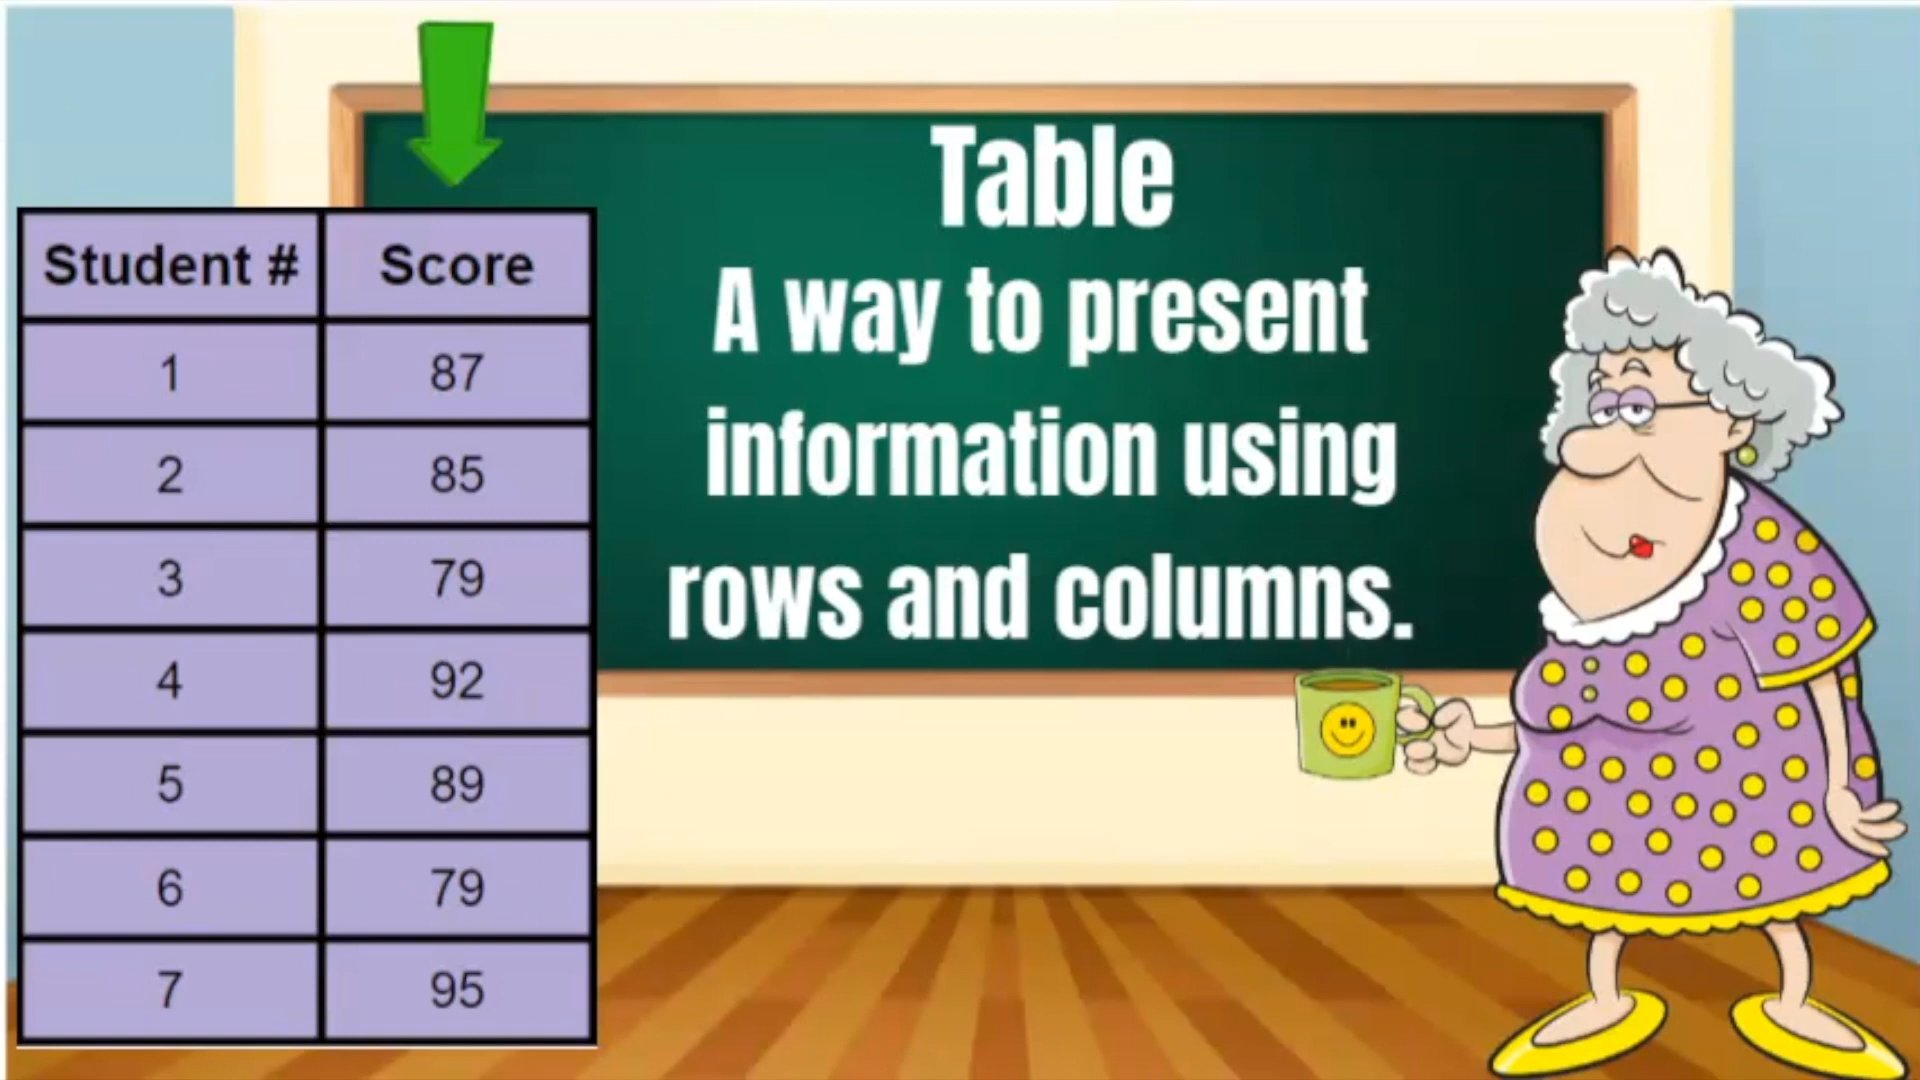 Table
A way to present
information using
rows and columns.
Student # Score
1 87
2 85
3 79
4 92
5 89
6 79
7 95